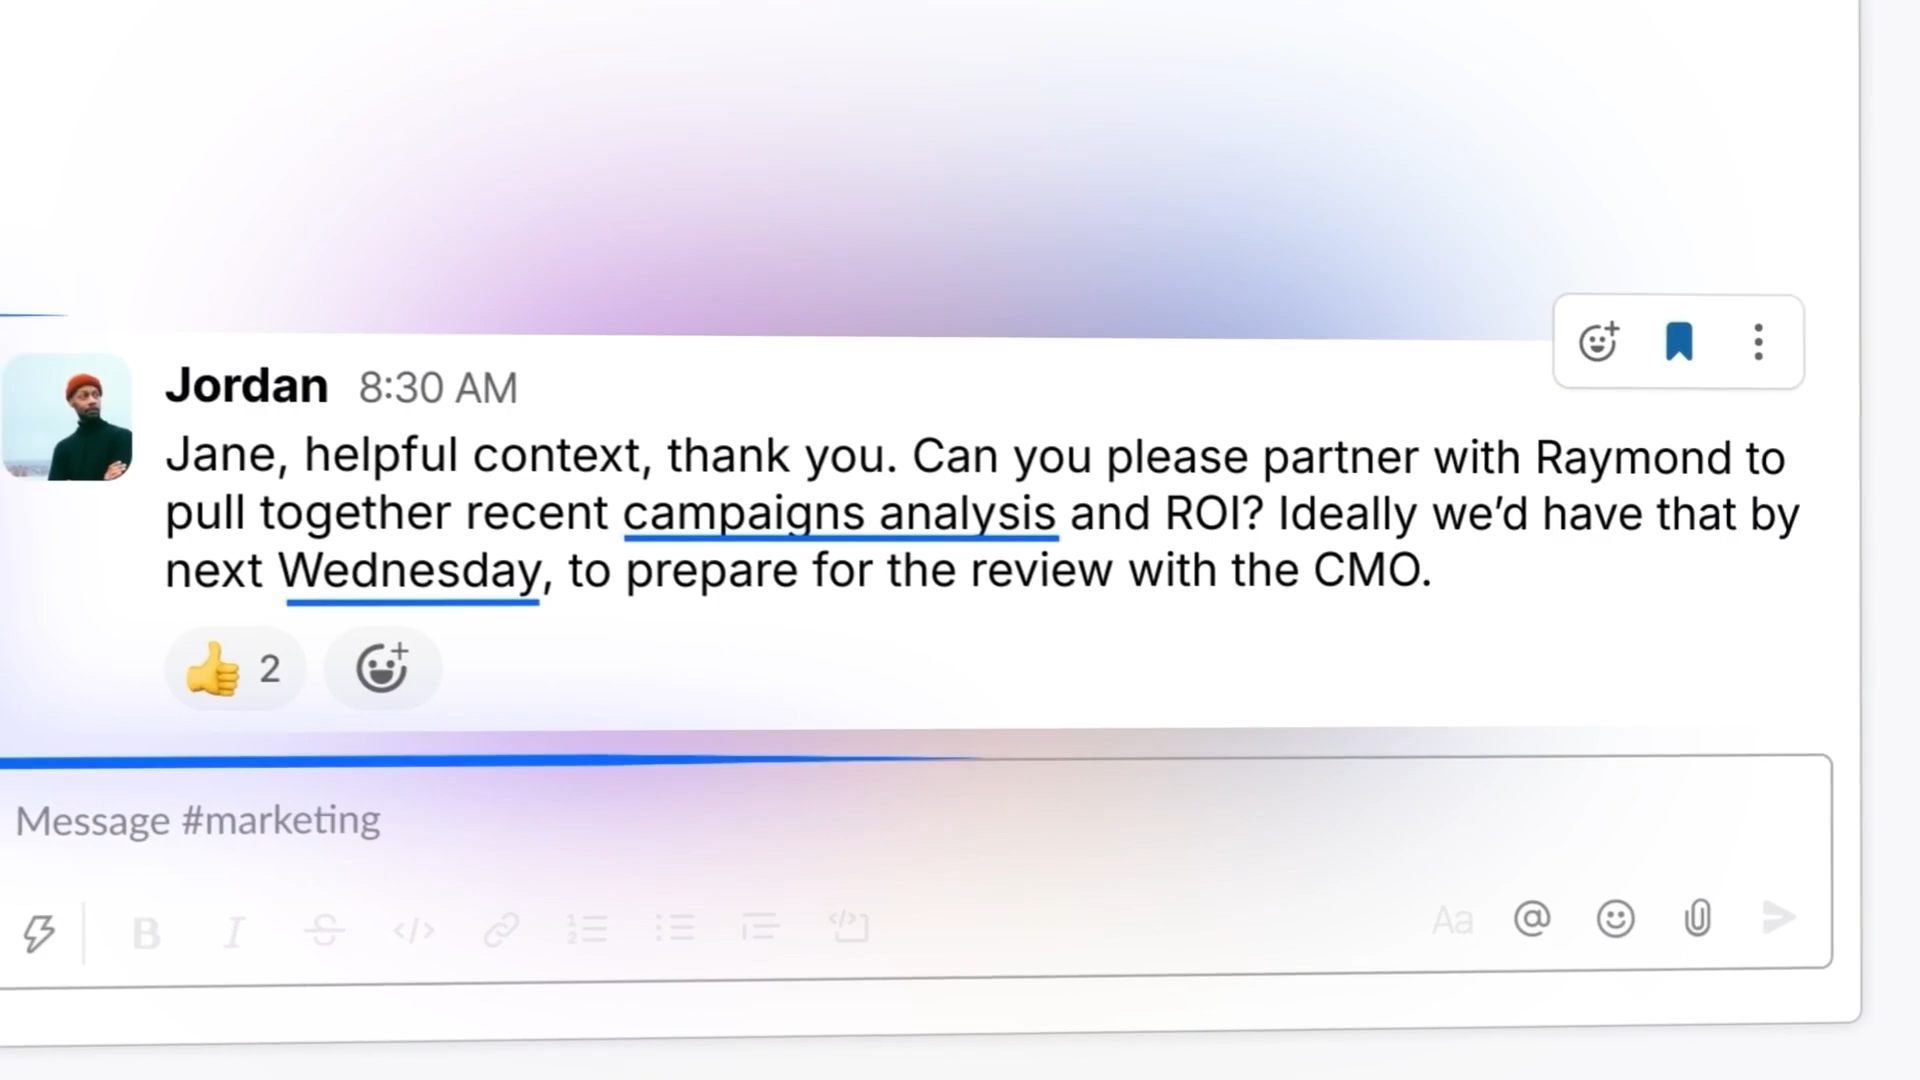 Jordan 8:30 AM
Jane, helpful context, thank you. Can you please partner with Raymond to
pull together recent campaigns analysis and ROI? Ideally we’d have that by
next Wednesday, to prepare for the review with the CMO.
👍 2
Message #marketing
B I S </> Aa @